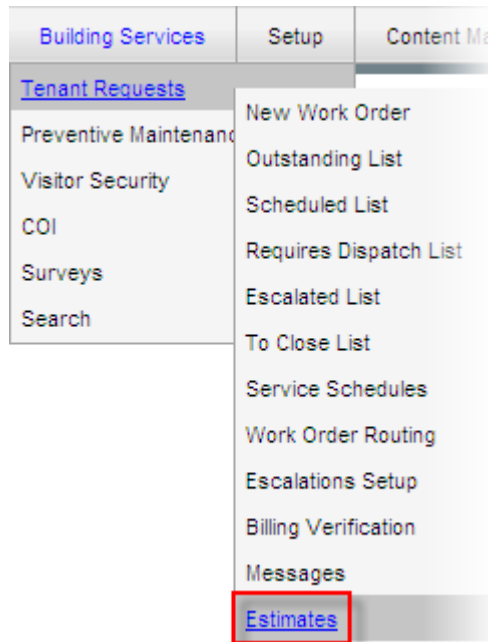 Building Services Setup Content Ma
Tenant Requests
Preventive Maintenanc
Visitor Security
COI
Surveys
Search
New Work Order
Outstanding List
Scheduled List
Requires Dispatch List
Escalated List
To Close List
Service Schedules
Work Order Routing
Escalations Setup
Billing Verification
Messages
Estimates